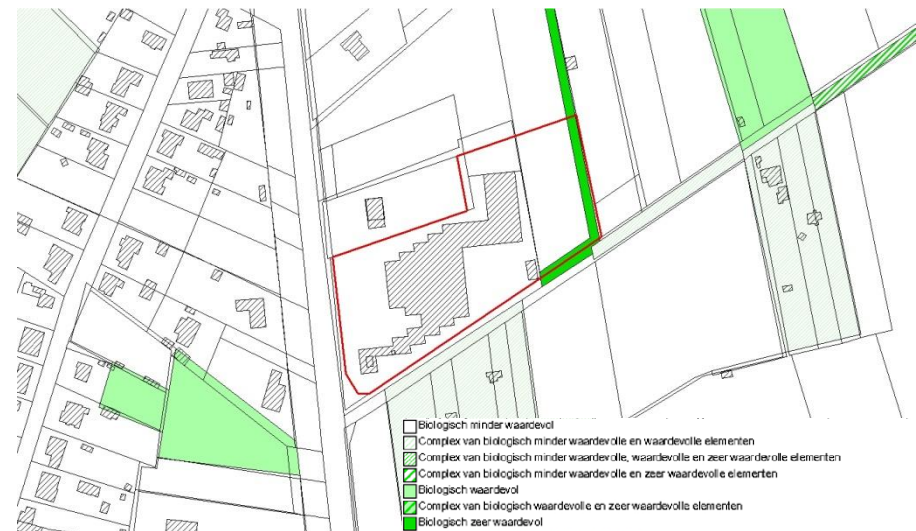 Biologisch minder waardevol
Complex van biologisch minder waardevolle en waardevolle elementen
Complex van biologisch minder waardevolle, waardevolle en zeer waardevolle elementen
Complex van biologisch minder waardevolle en zeer waardevolle elementen
Biologisch waardevol
Complex van biologisch waardevolle en zeer waardevolle elementen
Biologisch zeer waardevol